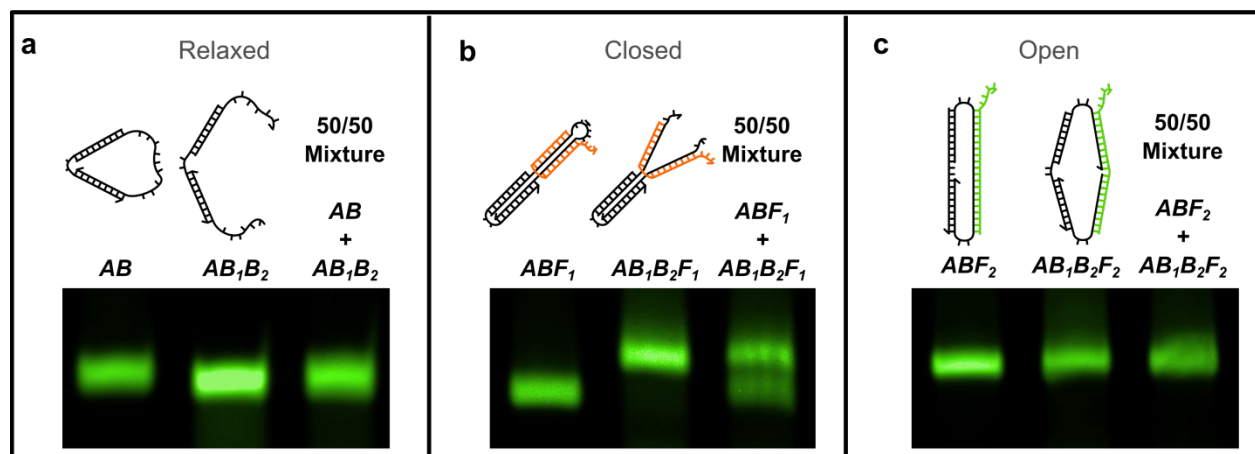 a
Relaxed
50/50
Mixture
AB
+
AB₁B₂
AB
AB₁B₂
b
Closed
50/50
Mixture
ABF₁
+
AB₁B₂F₁
ABF₁
AB₁B₂F₁
c
Open
50/50
Mixture
ABF₂
+
AB₁B₂F₂
ABF₂
AB₁B₂F₂